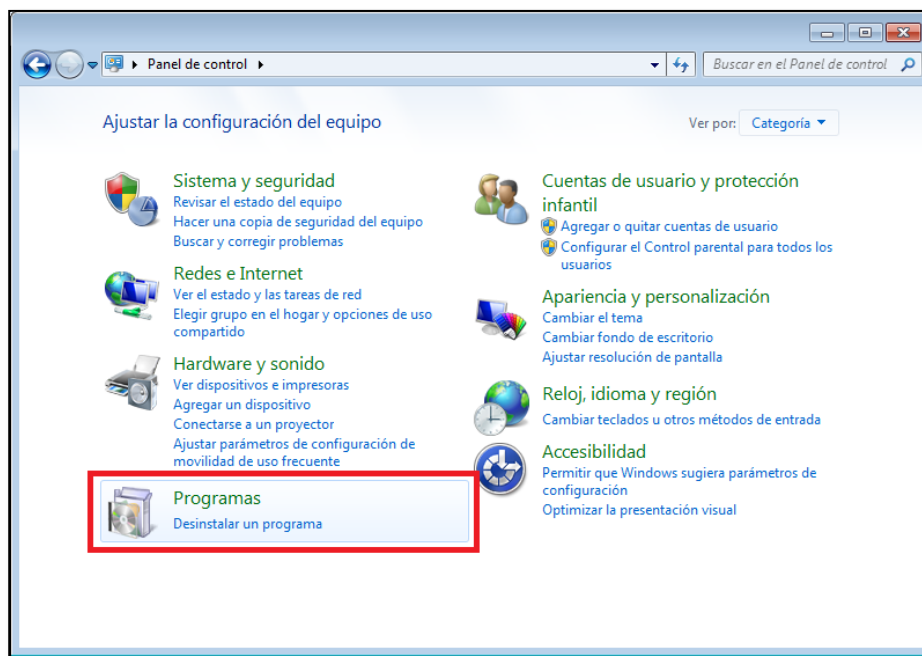 Panel de control
Buscar en el Panel de control
Ajustar la configuración del equipo
Ver por: Categoría
Sistema y seguridad
Revisar el estado del equipo
Hacer una copia de seguridad del equipo
Buscar y corregir problemas
Redes e Internet
Ver el estado y las tareas de red
Elegir grupo en el hogar y opciones de uso
compartido
Hardware y sonido
Ver dispositivos e impresoras
Agregar un dispositivo
Conectarse a un proyector
Ajustar parámetros de configuración de
movilidad de uso frecuente
Programas
Desinstalar un programa
Cuentas de usuario y protección
infantil
Agregar o quitar cuentas de usuario
Configurar el Control parental para todos los
usuarios
Apariencia y personalización
Cambiar el tema
Cambiar fondo de escritorio
Ajustar resolución de pantalla
Reloj, idioma y región
Cambiar teclados u otros métodos de entrada
Accesibilidad
Permitir que Windows sugiera parámetros de
configuración
Optimizar la presentación visual